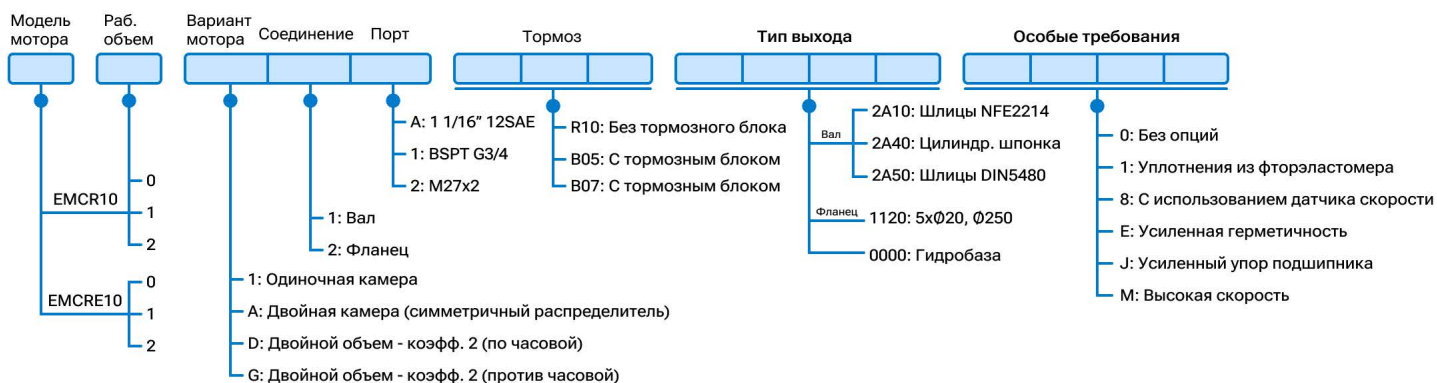 Модель
мотора
Раб.
объем
Вариант
мотора
Соединение
Порт
Тормоз
Тип выхода
Особые требования
EMCR10
0
1
2
EMCRE10
0
1
2
1: Одиночная камера
A: Двойная камера (симметричный распределитель)
D: Двойной объем - коэфф. 2 (по часовой)
G: Двойной объем - коэфф. 2 (против часовой)
1: Вал
2: Фланец
A: 1 1/16” 12SAE
1: BSPT G3/4
2: M27x2
R10: Без тормозного блока
B05: С тормозным блоком
B07: С тормозным блоком
Вал
2A10: Шлицы NFE2214
2A40: Цилиндр. шпонка
2A50: Шлицы DIN5480
Фланец
1120: 5xØ20, Ø250
0000: Гидробаза
0: Без опций
1: Уплотнения из фторэластомера
8: С использованием датчика скорости
E: Усиленная герметичность
J: Усиленный упор подшипника
M: Высокая скорость